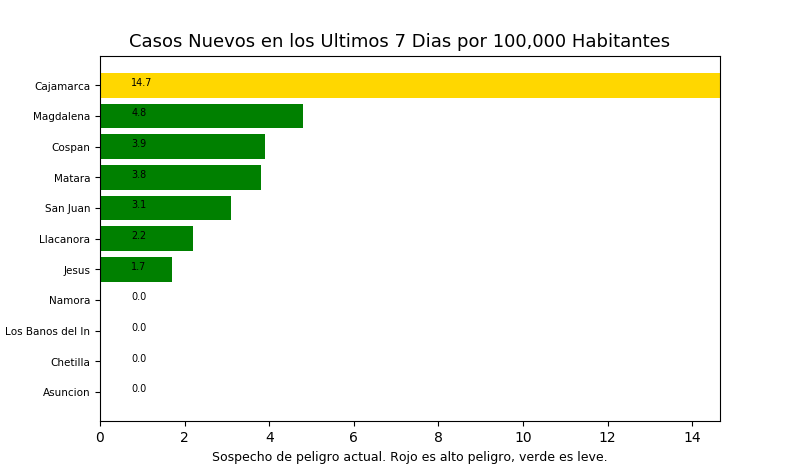 Casos Nuevos en los Ultimos 7 Dias por 100,000 Habitantes
Cajamarca 14.7
Magdalena 4.8
Cospan 3.9
Matara 3.8
San Juan 3.1
Llacanora 2.2
Jesus 1.7
Namora 0.0
Los Banos del In 0.0
Chetilla 0.0
Asuncion 0.0
0 2 4 6 8 10 12 14
Sospecho de peligro actual. Rojo es alto peligro, verde es leve.